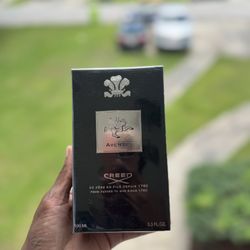 AVENTUS
CREED
DE PÈRE EN FILS DEPUIS 1760
FROM FATHER TO SON SINCE 1760
100 ML
3.3 FL.OZ